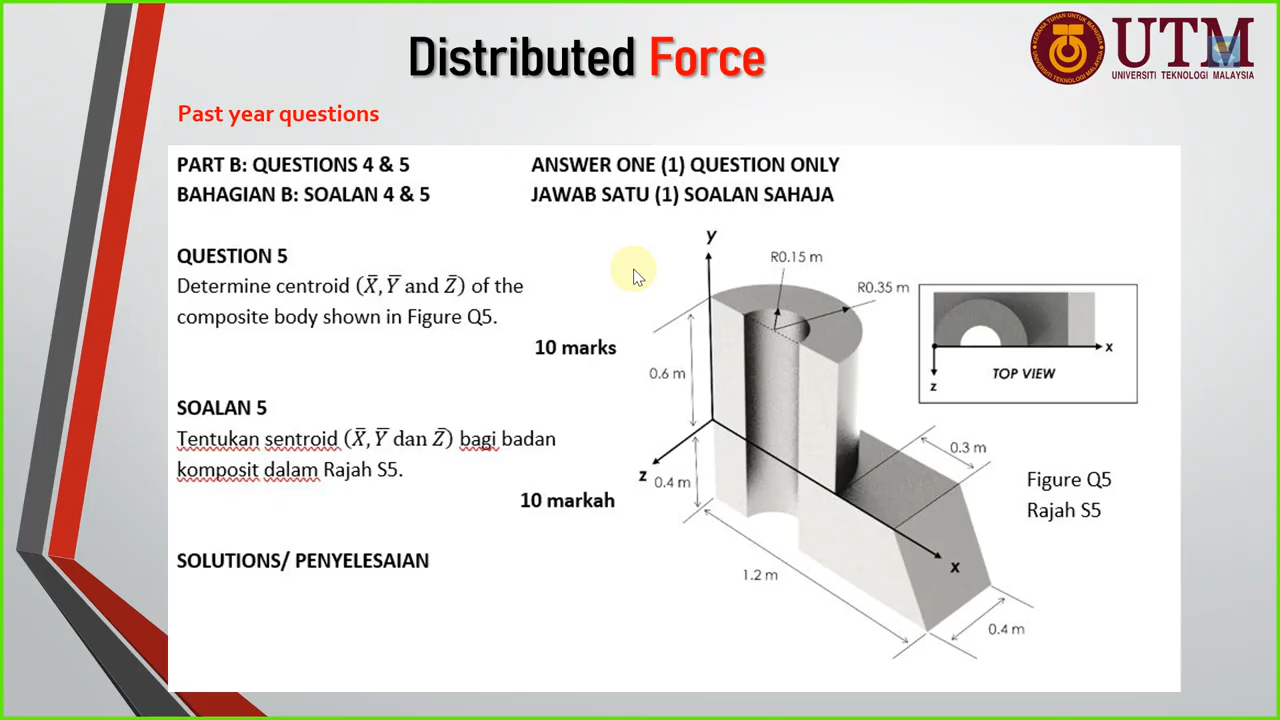 Distributed Force
UTM
UNIVERSITI TEKNOLOGI MALAYSIA
Past year questions
PART B: QUESTIONS 4 & 5
ANSWER ONE (1) QUESTION ONLY
BAHAGIAN B: SOALAN 4 & 5
JAWAB SATU (1) SOALAN SAHAJA
QUESTION 5
Determine centroid (X̄, Ȳ and Z̄) of the
composite body shown in Figure Q5.
10 marks
SOALAN 5
Tentukan sentroid (X̄, Ȳ dan Z̄) bagi badan
komposit dalam Rajah S5.
10 markah
SOLUTIONS/ PENYELESAIAN
y
R0.15 m
R0.35 m
0.6 m
z
0.4 m
0.3 m
x
1.2 m
0.4 m
x
z
TOP VIEW
Figure Q5
Rajah S5